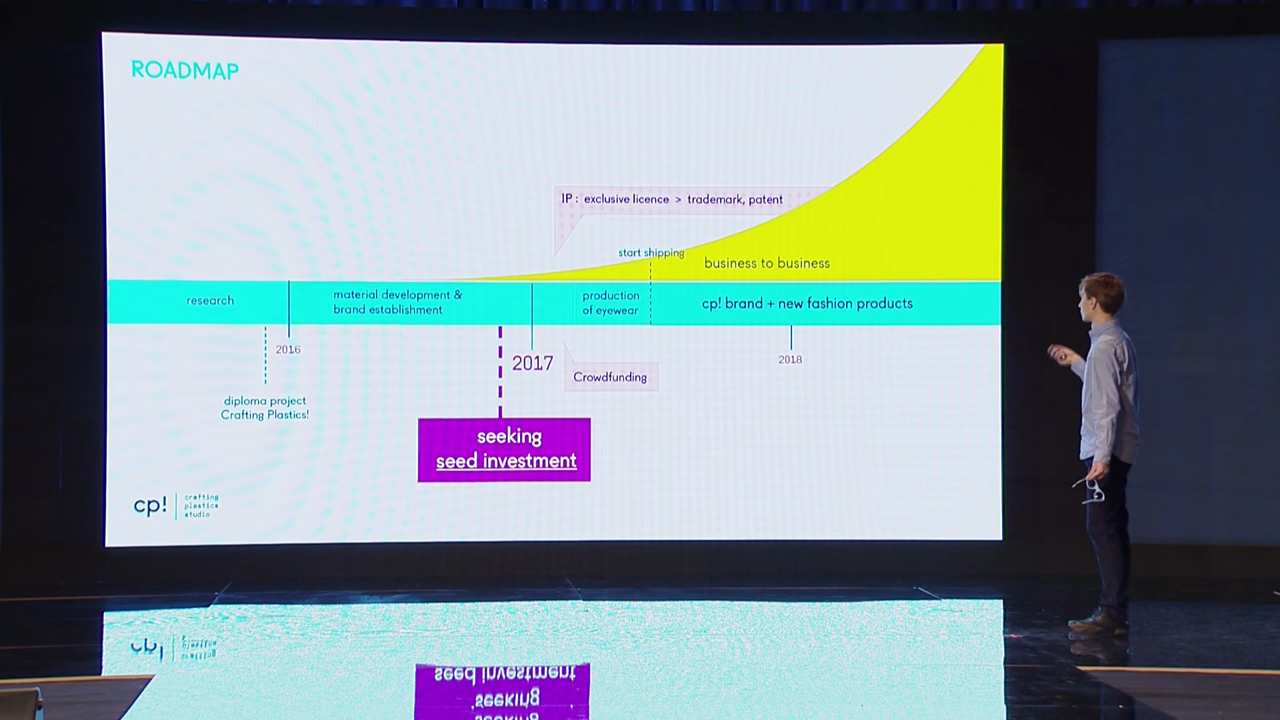 ROADMAP
IP : exclusive licence > trademark, patent
start shipping
business to business
research
material development &
brand establishment
production
of eyewear
cp! brand + new fashion products
2016
2017
2018
diploma project
Crafting Plastics!
Crowdfunding
seeking
seed investment
cp!
crafting
plastics
studio